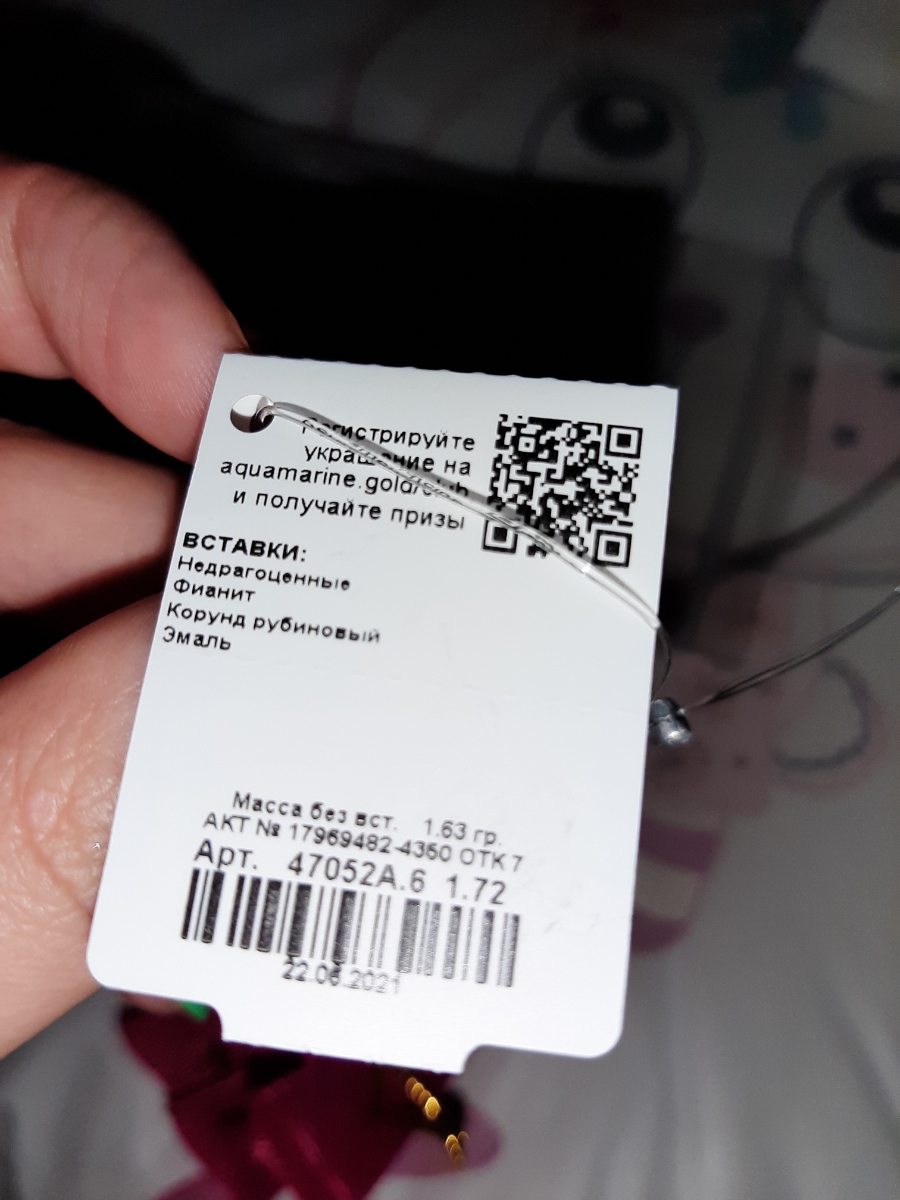 Регистрируйте
украшение на
aquamarine.gold/club
и получайте призы
ВСТАВКИ:
Недрагоценные
Фианит
Корунд рубиновый
Эмаль
Масса без вст. 1.63 гр.
АКТ № 17969482-4350 ОТК 7
Арт. 47052А.6 1.72
22.06.2021